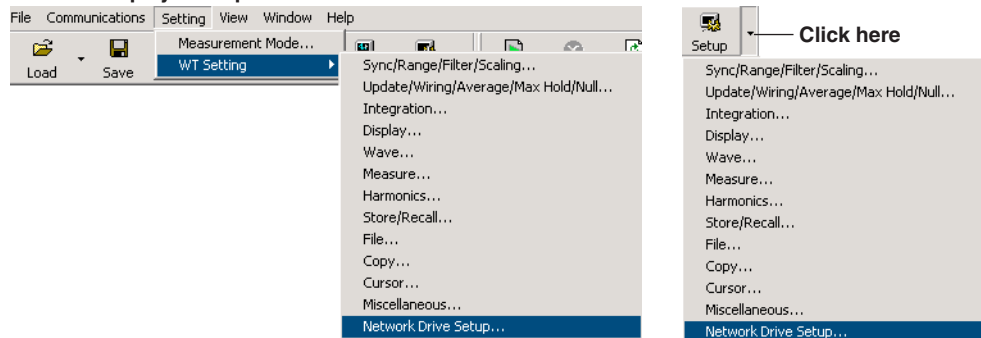 File Communications Setting View Window Help
Load Save
Measurement Mode...
WT Setting
Sync/Range/Filter/Scaling...
Update/Wiring/Average/Max Hold/Null...
Integration...
Display...
Wave...
Measure...
Harmonics...
Store/Recall...
File...
Copy...
Cursor...
Miscellaneous...
Network Drive Setup...
Setup
Click here
Sync/Range/Filter/Scaling...
Update/Wiring/Average/Max Hold/Null...
Integration...
Display...
Wave...
Measure...
Harmonics...
Store/Recall...
File...
Copy...
Cursor...
Miscellaneous...
Network Drive Setup...